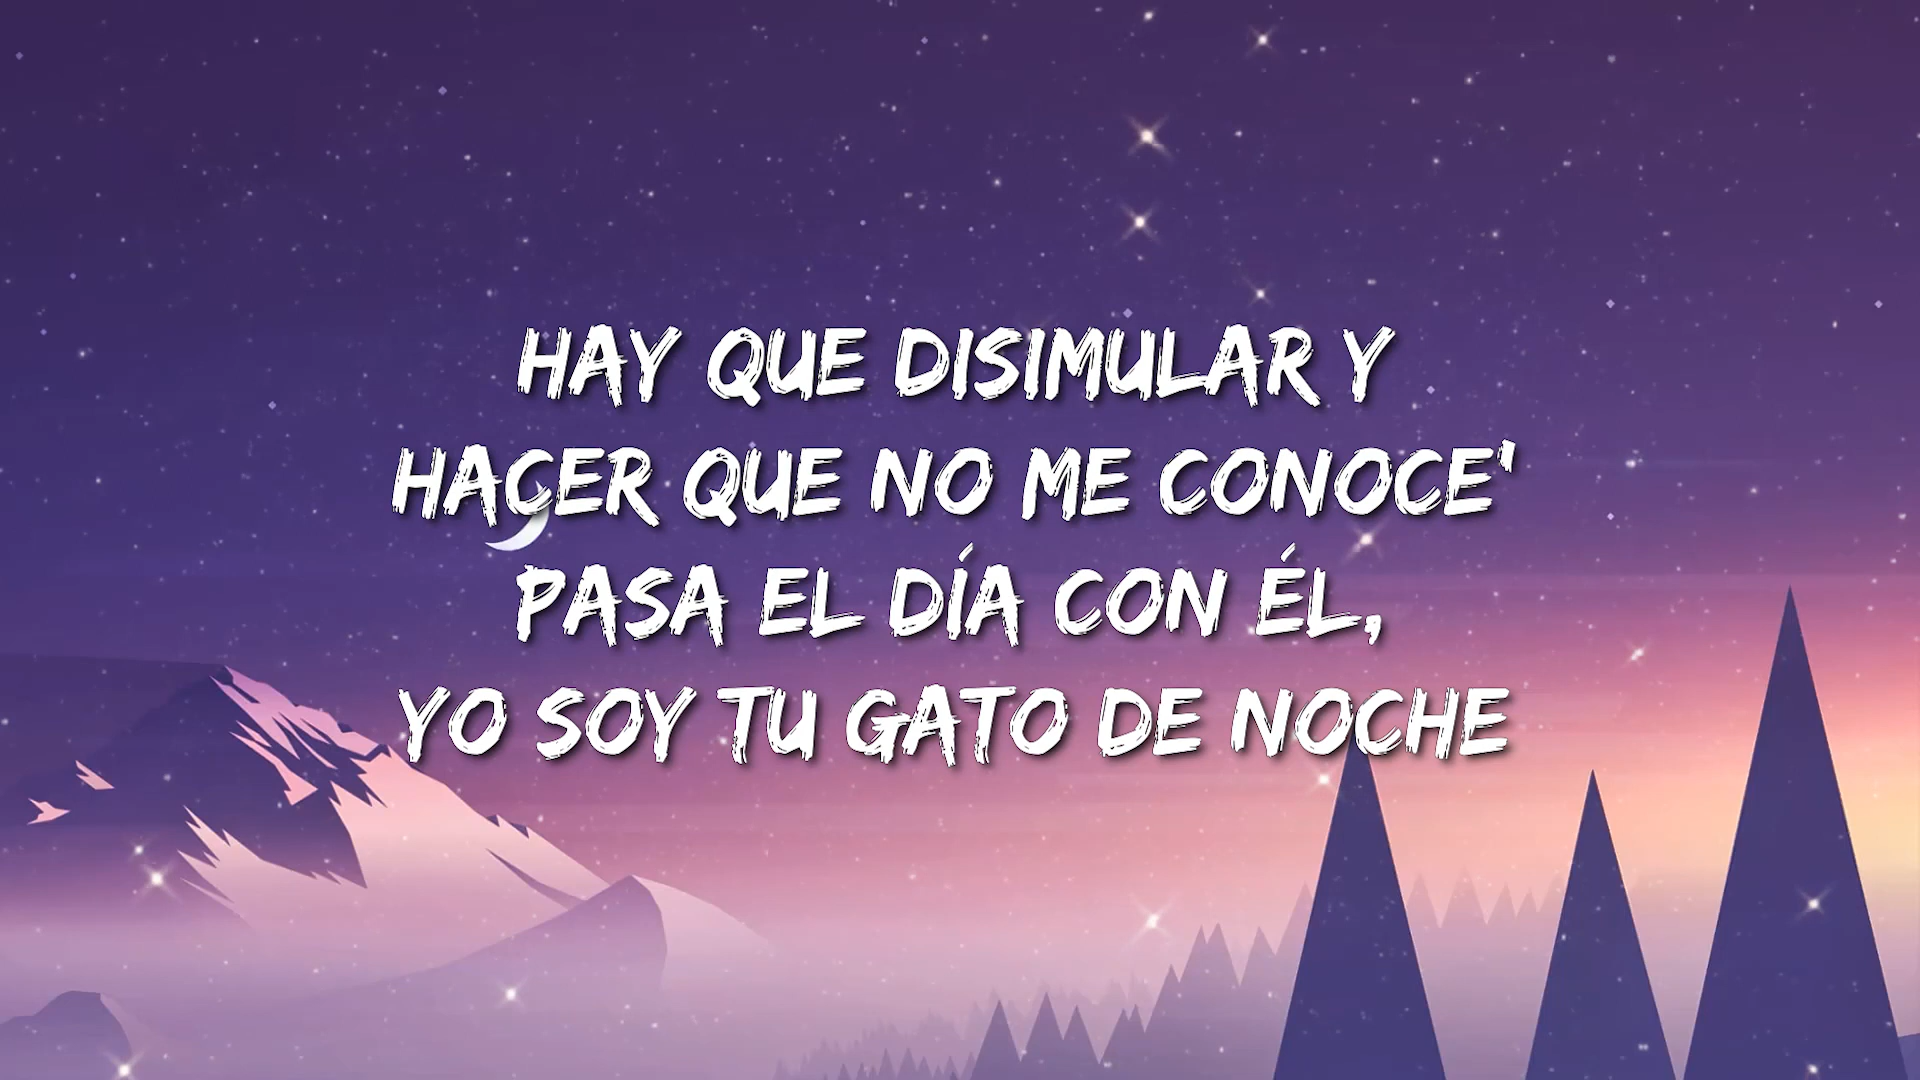 HAY QUE DISIMULAR Y
HACER QUE NO ME CONOCE'
PASA EL DÍA CON ÉL,
YO SOY TU GATO DE NOCHE